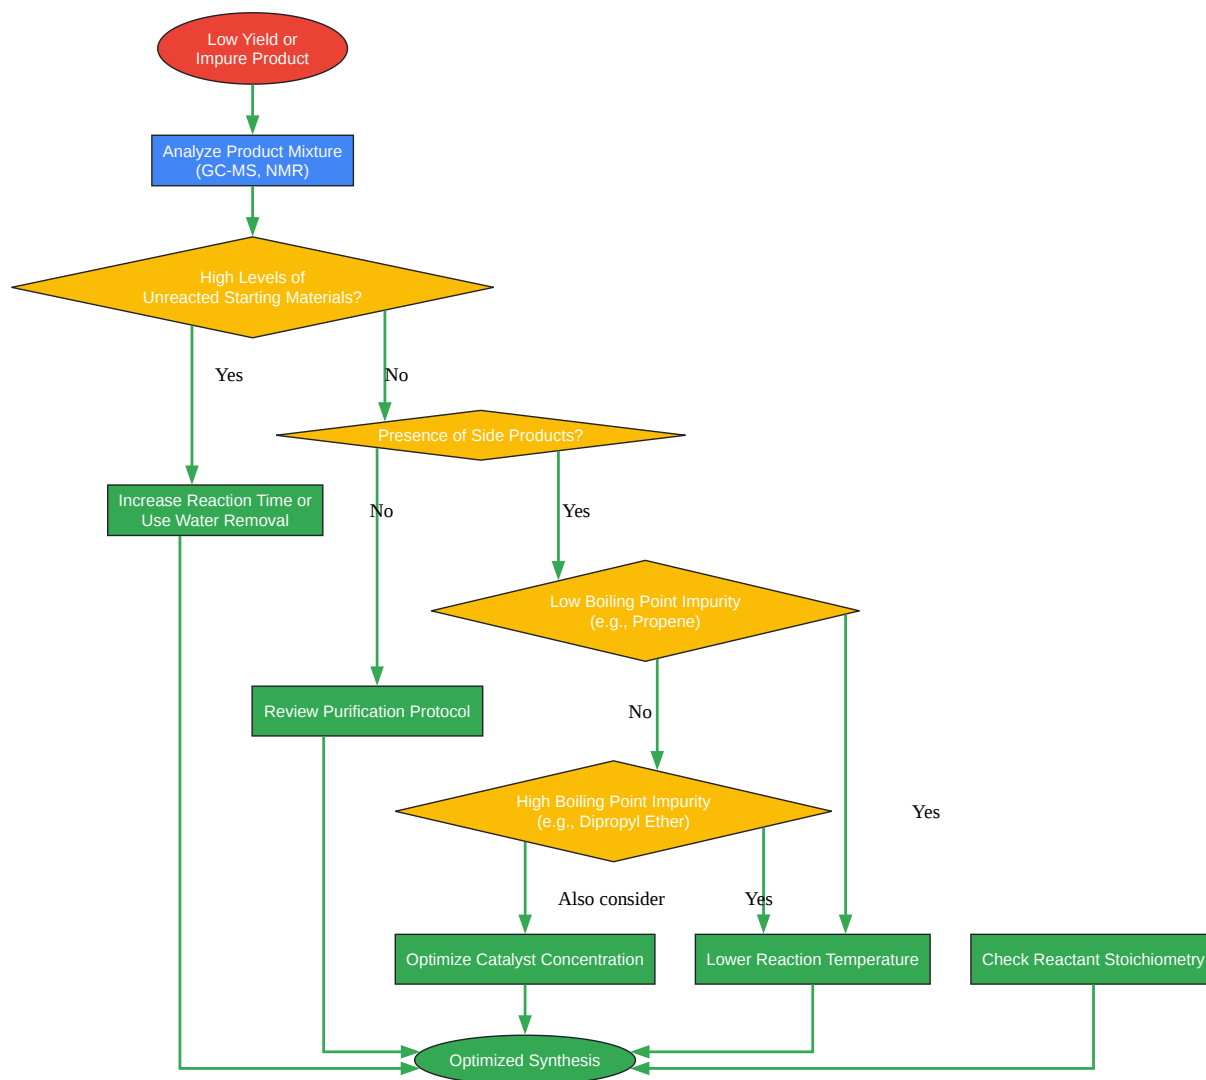 Low Yield or
Impure Product
Analyze Product Mixture
(GC-MS, NMR)
High Levels of
Unreacted Starting Materials?
Yes
No
Presence of Side Products?
Increase Reaction Time or
Use Water Removal
No
Yes
Low Boiling Point Impurity
(e.g., Propene)
Review Purification Protocol
No
High Boiling Point Impurity
(e.g., Dipropyl Ether)
Yes
Also consider
Yes
Optimize Catalyst Concentration
Lower Reaction Temperature
Check Reactant Stoichiometry
Optimized Synthesis